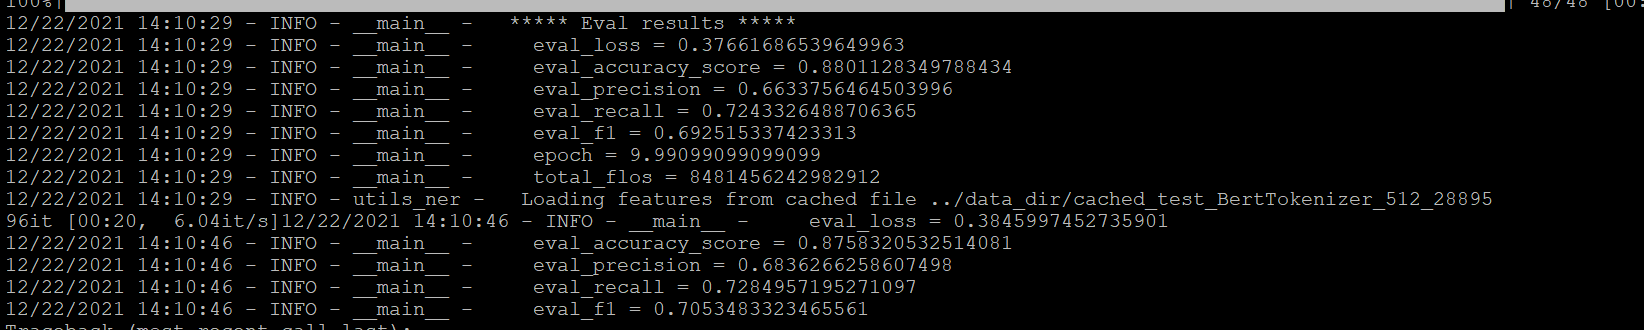 100%| | 48/48 [00:
12/22/2021 14:10:29 - INFO - __main__ - ***** Eval results *****
12/22/2021 14:10:29 - INFO - __main__ - eval_loss = 0.37661686539649963
12/22/2021 14:10:29 - INFO - __main__ - eval_accuracy_score = 0.8801128349788434
12/22/2021 14:10:29 - INFO - __main__ - eval_precision = 0.6633756464503996
12/22/2021 14:10:29 - INFO - __main__ - eval_recall = 0.7243326488706365
12/22/2021 14:10:29 - INFO - __main__ - eval_f1 = 0.692515337423313
12/22/2021 14:10:29 - INFO - __main__ - epoch = 9.99099099099099
12/22/2021 14:10:29 - INFO - __main__ - total_flos = 8481456242982912
12/22/2021 14:10:29 - INFO - utils_ner - Loading features from cached file ../data_dir/cached_test_BertTokenizer_512_28895
96it [00:20, 6.04it/s]12/22/2021 14:10:46 - INFO - __main__ - eval_loss = 0.3845997452735901
12/22/2021 14:10:46 - INFO - __main__ - eval_accuracy_score = 0.8758320532514081
12/22/2021 14:10:46 - INFO - __main__ - eval_precision = 0.6836266258607498
12/22/2021 14:10:46 - INFO - __main__ - eval_recall = 0.7284957195271097
12/22/2021 14:10:46 - INFO - __main__ - eval_f1 = 0.7053483323465561
Traceback (most recent call last):